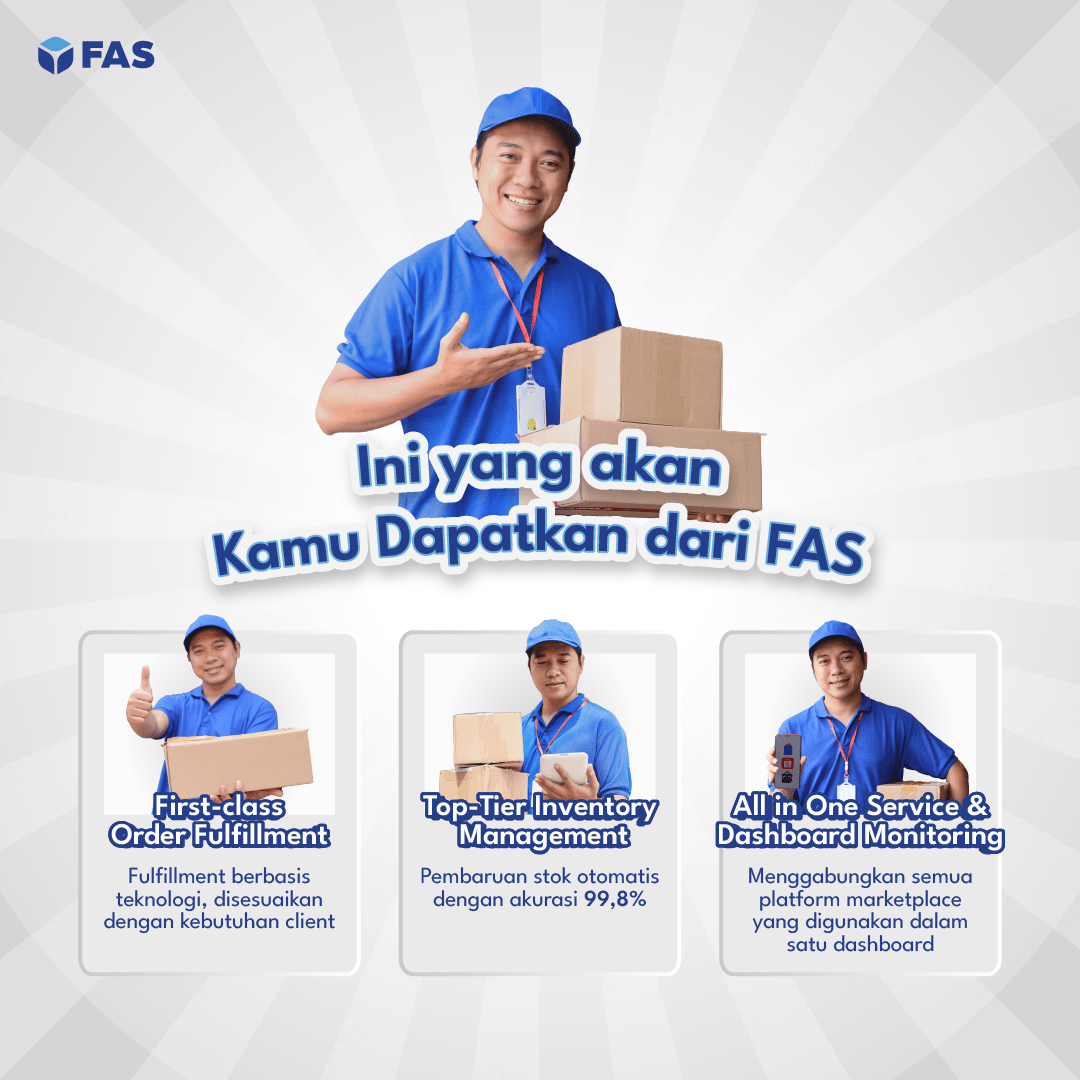 FAS
Ini yang akan
Kamu Dapatkan dari FAS
First-class
Order Fulfillment
Fulfillment berbasis
teknologi, disesuaikan
dengan kebutuhan client
Top-Tier Inventory
Management
Pembaruan stok otomatis
dengan akurasi 99,8%
All in One Service &
Dashboard Monitoring
Menggabungkan semua
platform marketplace
yang digunakan dalam
satu dashboard